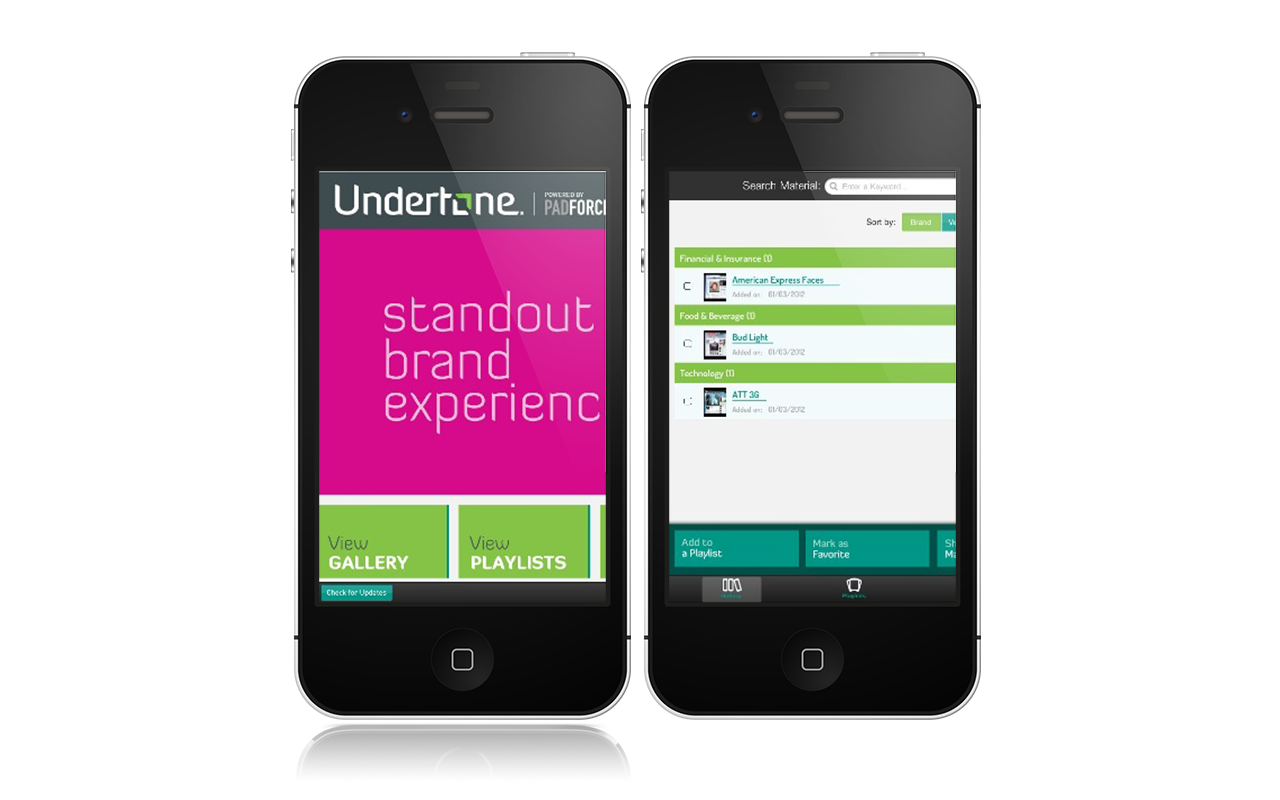 Undertone. | POWERED BY
PADFORC
standout
brand
experienc
View
GALLERY
View
PLAYLISTS
Check for Updates
Search Material: Enter a Keyword...
Sort by: Brand
Financial & Insurance (1)
American Express Faces
Added on: 01/03/2012
Food & Beverage (1)
Bud Light
Added on: 01/03/2012
Technology (1)
ATT 3G
Added on: 01/03/2012
Add to
a Playlist
Mark as
Favorite
Sh
Ma
Playlists